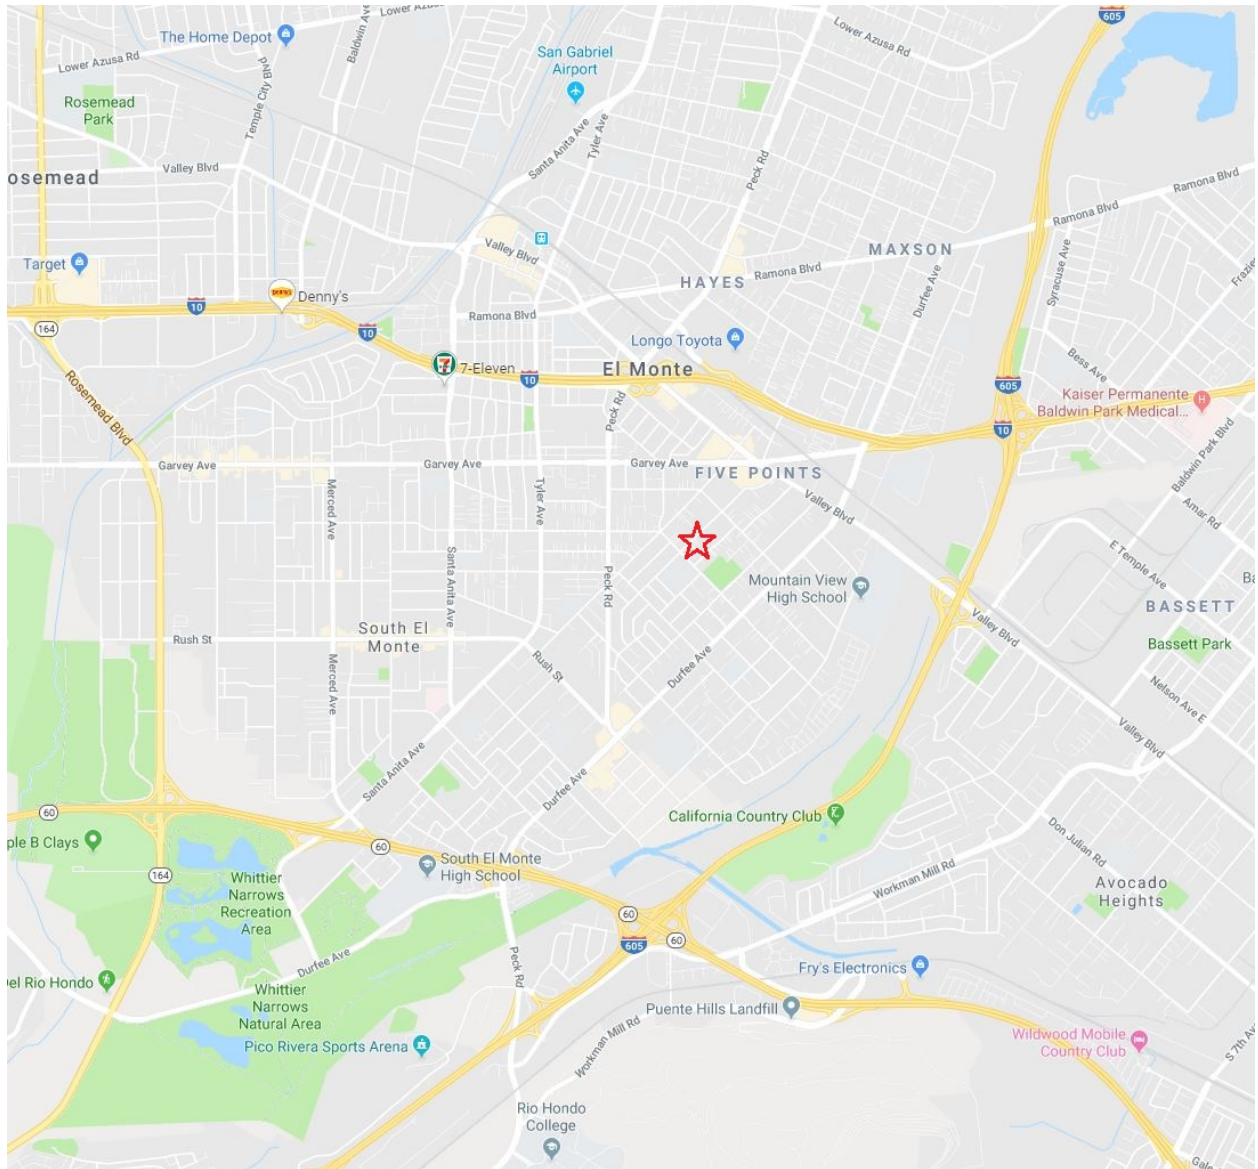 605
Lower Azusa Rd
The Home Depot
Baldwin Ave
Lower Azusa Rd
San Gabriel
Airport
Lower Azusa Rd
Rosemead
Park
Temple City Blvd
Santa Anita Ave
Tyler Ave
Peck Rd
Valley Blvd
osemead
Ramona Blvd
Ramona Blvd
Valley Blvd
MAXSON
Target
HAYES
Ramona Blvd
Durfee Ave
Syracuse Ave
Frazie
Denny's
Denny's
10
164
10
Ramona Blvd
Longo Toyota
7
7-Eleven
10
El Monte
605
Bess Ave
Kaiser Permanente
Baldwin Park Medical...
H
Rosemead Blvd
Peck Rd
10
Baldwin Park Blvd
Garvey Ave
Garvey Ave
Garvey Ave
FIVE POINTS
Merced Ave
Tyler Ave
Valley Blvd
Amar Rd
Santa Anita Ave
Peck Rd
Mountain View
High School
E Temple Ave
Ba
BASSETT
Rush St
South El
Monte
Valley Blvd
Bassett Park
Merced Ave
Rush St
Durfee Ave
Nelson Ave E
Valley Blvd
Santa Anita Ave
Durfee Ave
60
California Country Club
ple B Clays
60
South El Monte
High School
Don Julian Rd
164
Whittier
Narrows
Recreation
Area
Workman Mill Rd
Avocado
Heights
60
605
60
Durfee Ave
Peck Rd
Fry's Electronics
el Rio Hondo
Whittier
Narrows
Natural Area
Puente Hills Landfill
Pico Rivera Sports Arena
Workman Mill Rd
Wildwood Mobile
Country Club
S 7th Av
Rio Hondo
College
Gale